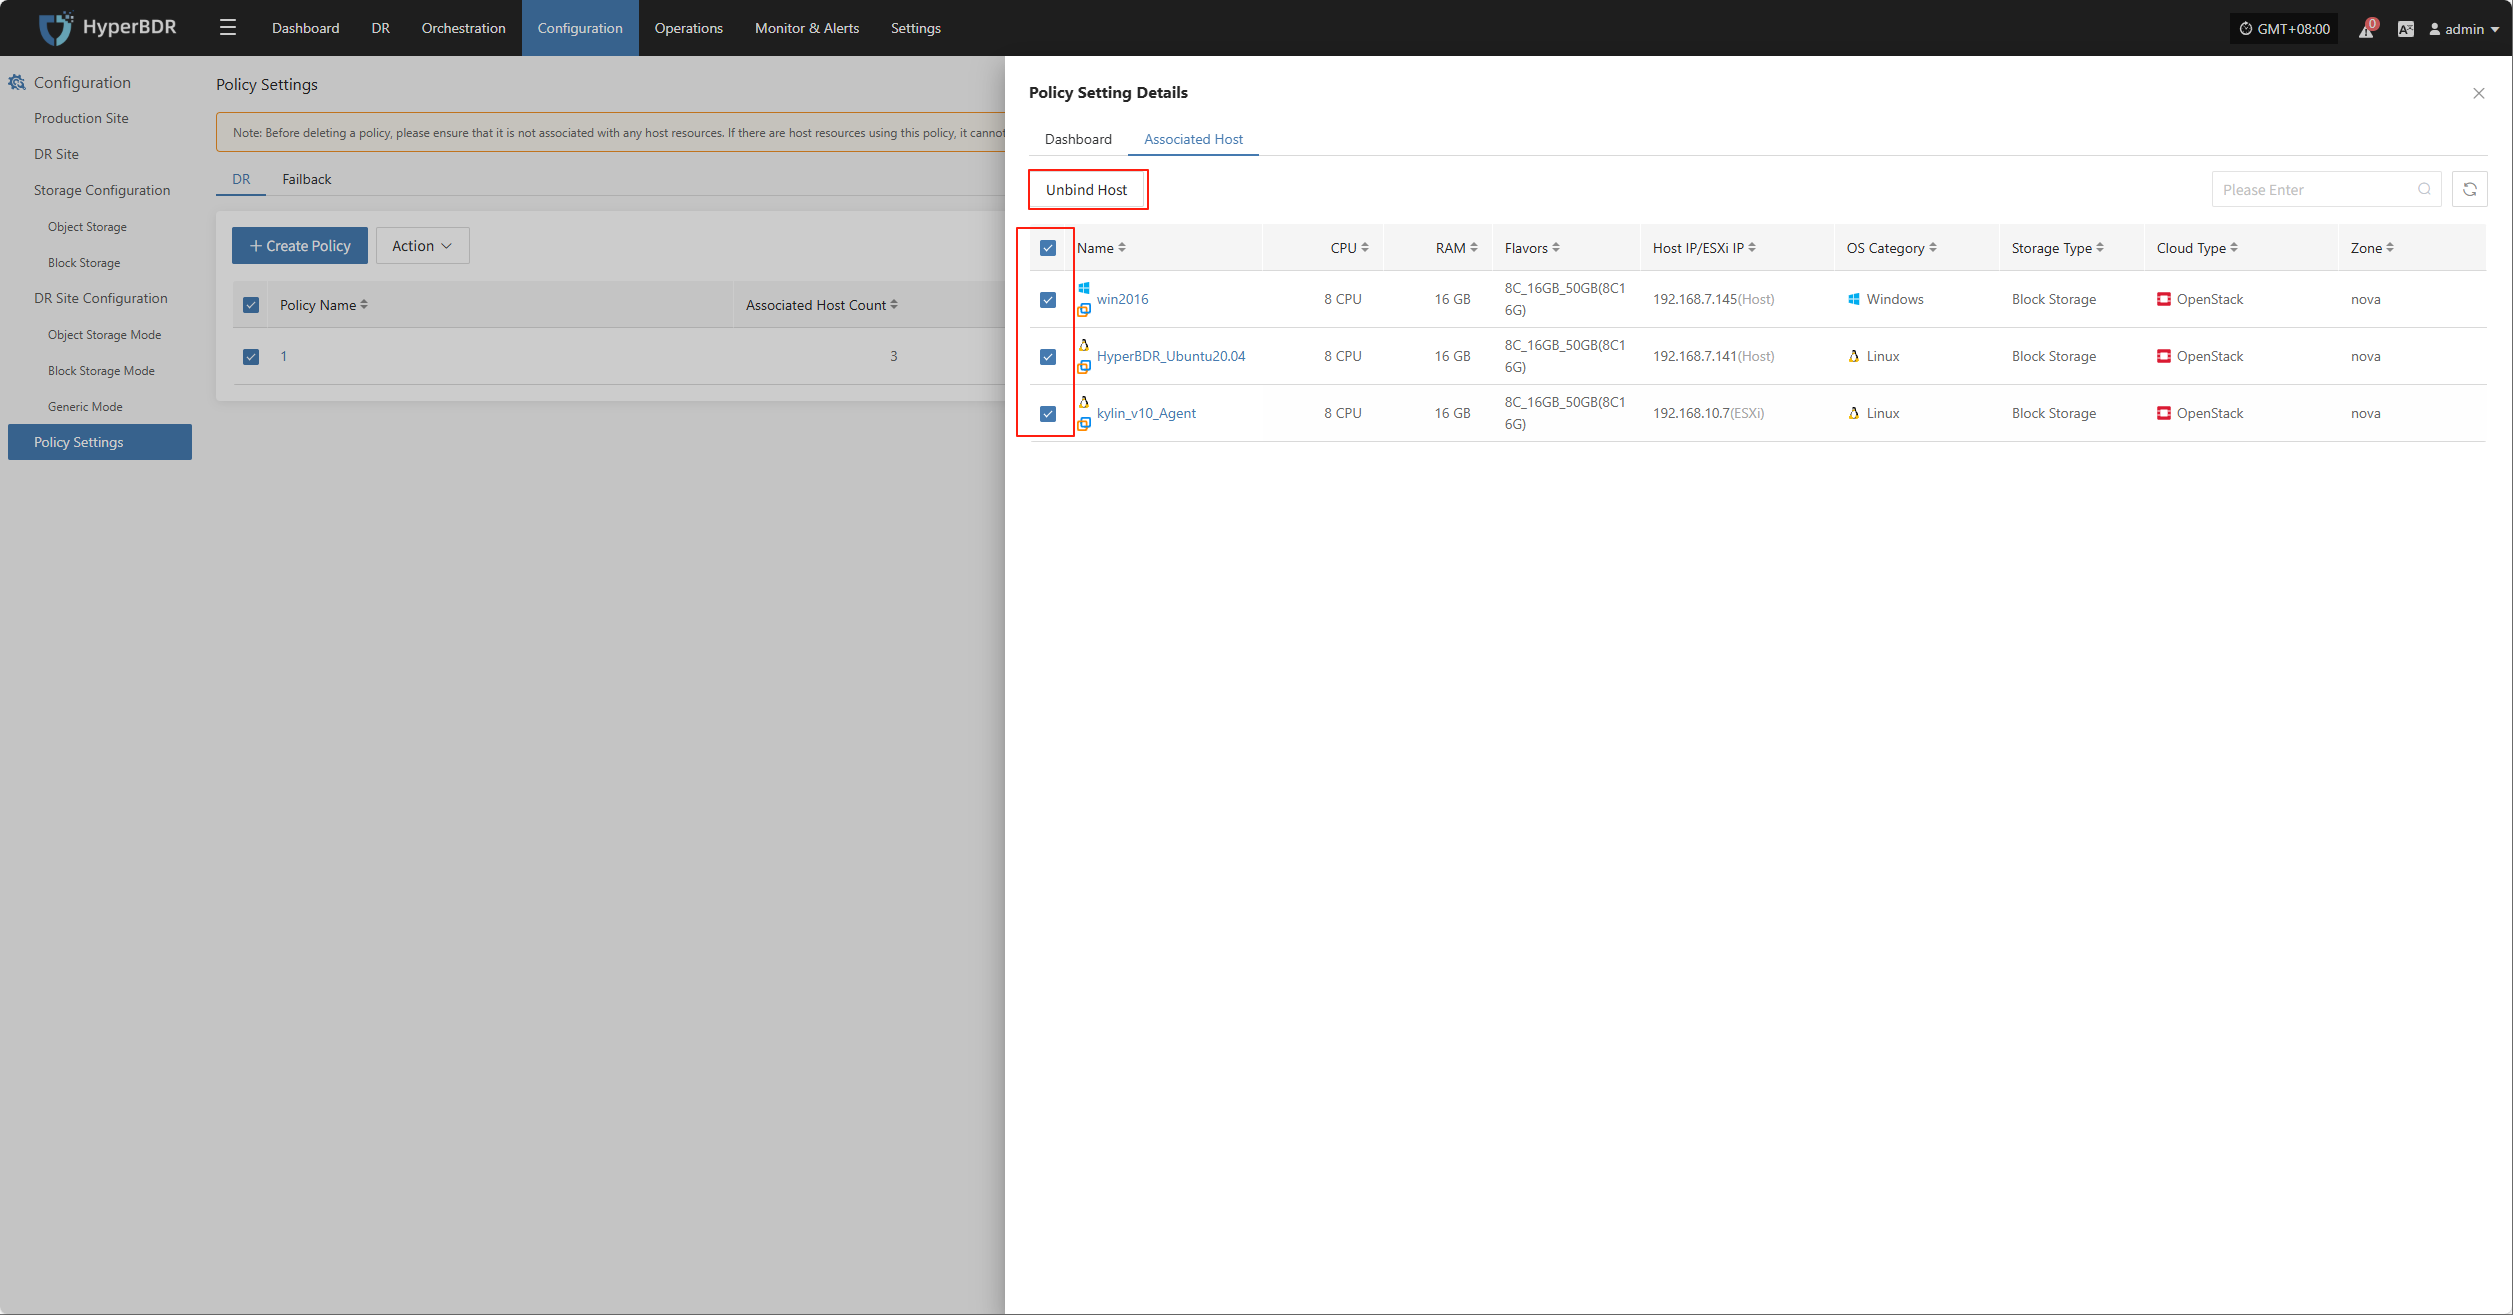 HyperBDR
Dashboard DR Orchestration Configuration Operations Monitor & Alerts Settings
GMT+08:00 0 admin
Configuration
Production Site
DR Site
Storage Configuration
Object Storage
Block Storage
DR Site Configuration
Object Storage Mode
Block Storage Mode
Generic Mode
Policy Settings
Policy Settings
Note: Before deleting a policy, please ensure that it is not associated with any host resources. If there are host resources using this policy, it cannot
DR Failback
Create Policy Action
Policy Name Associated Host Count
1 3
Policy Setting Details
Dashboard Associated Host
Unbind Host Please Enter
Name CPU RAM Flavors Host IP/ESXi IP OS Category Storage Type Cloud Type Zone
win2016 8 CPU 16 GB 8C_16GB_50GB(8C1 192.168.7.145(Host) Windows Block Storage OpenStack nova
6G)
HyperBDR_Ubuntu20.04 8 CPU 16 GB 8C_16GB_50GB(8C1 192.168.7.141(Host) Linux Block Storage OpenStack nova
6G)
kylin_v10_Agent 8 CPU 16 GB 8C_16GB_50GB(8C1 192.168.10.7(ESXi) Linux Block Storage OpenStack nova
6G)